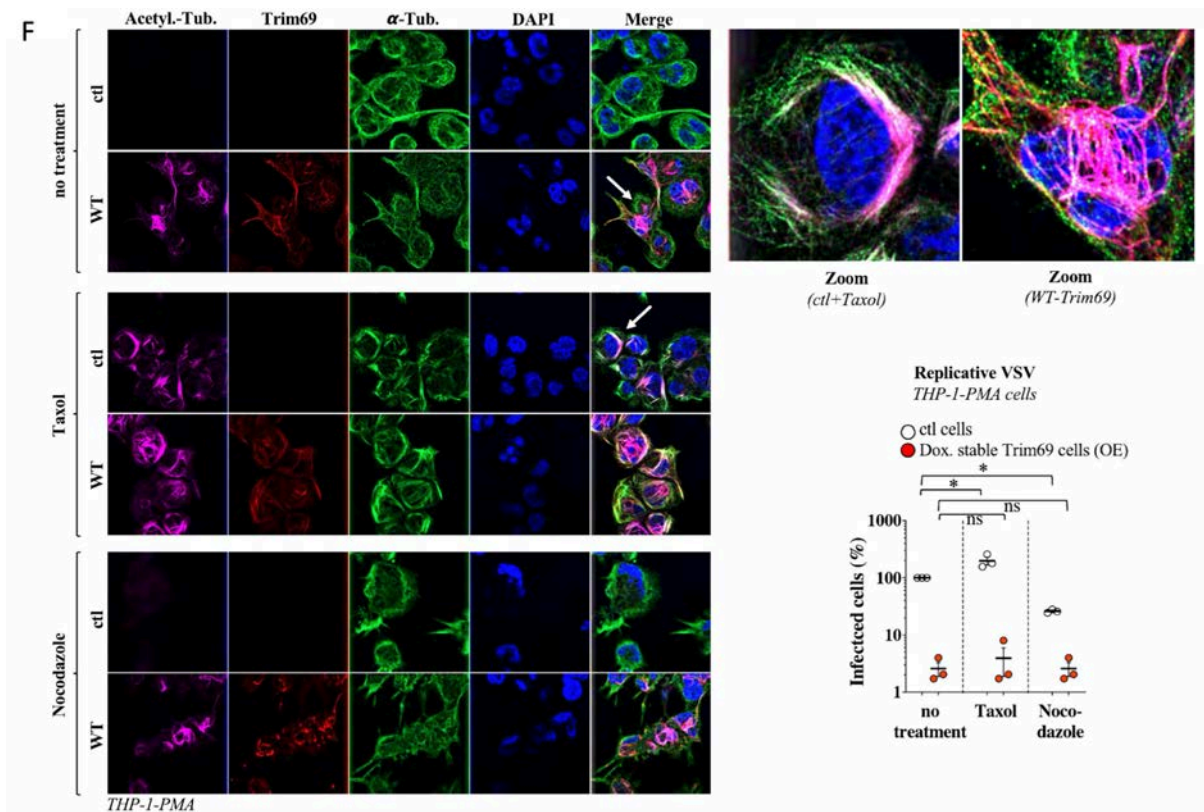 F
Acetyl.-Tub. Trim69 α-Tub. DAPI Merge
no treatment
ctl
WT
Taxol
ctl
WT
Nocodazole
ctl
WT
THP-1-PMA
Zoom Zoom
(ctl+Taxol) (WT-Trim69)
Replicative VSV
THP-1-PMA cells
ctl cells
Dox. stable Trim69 cells (OE)
*
*
ns
ns
Infectced cells (%)
1000
100
10
1
no Taxol Noco-
treatment dazole